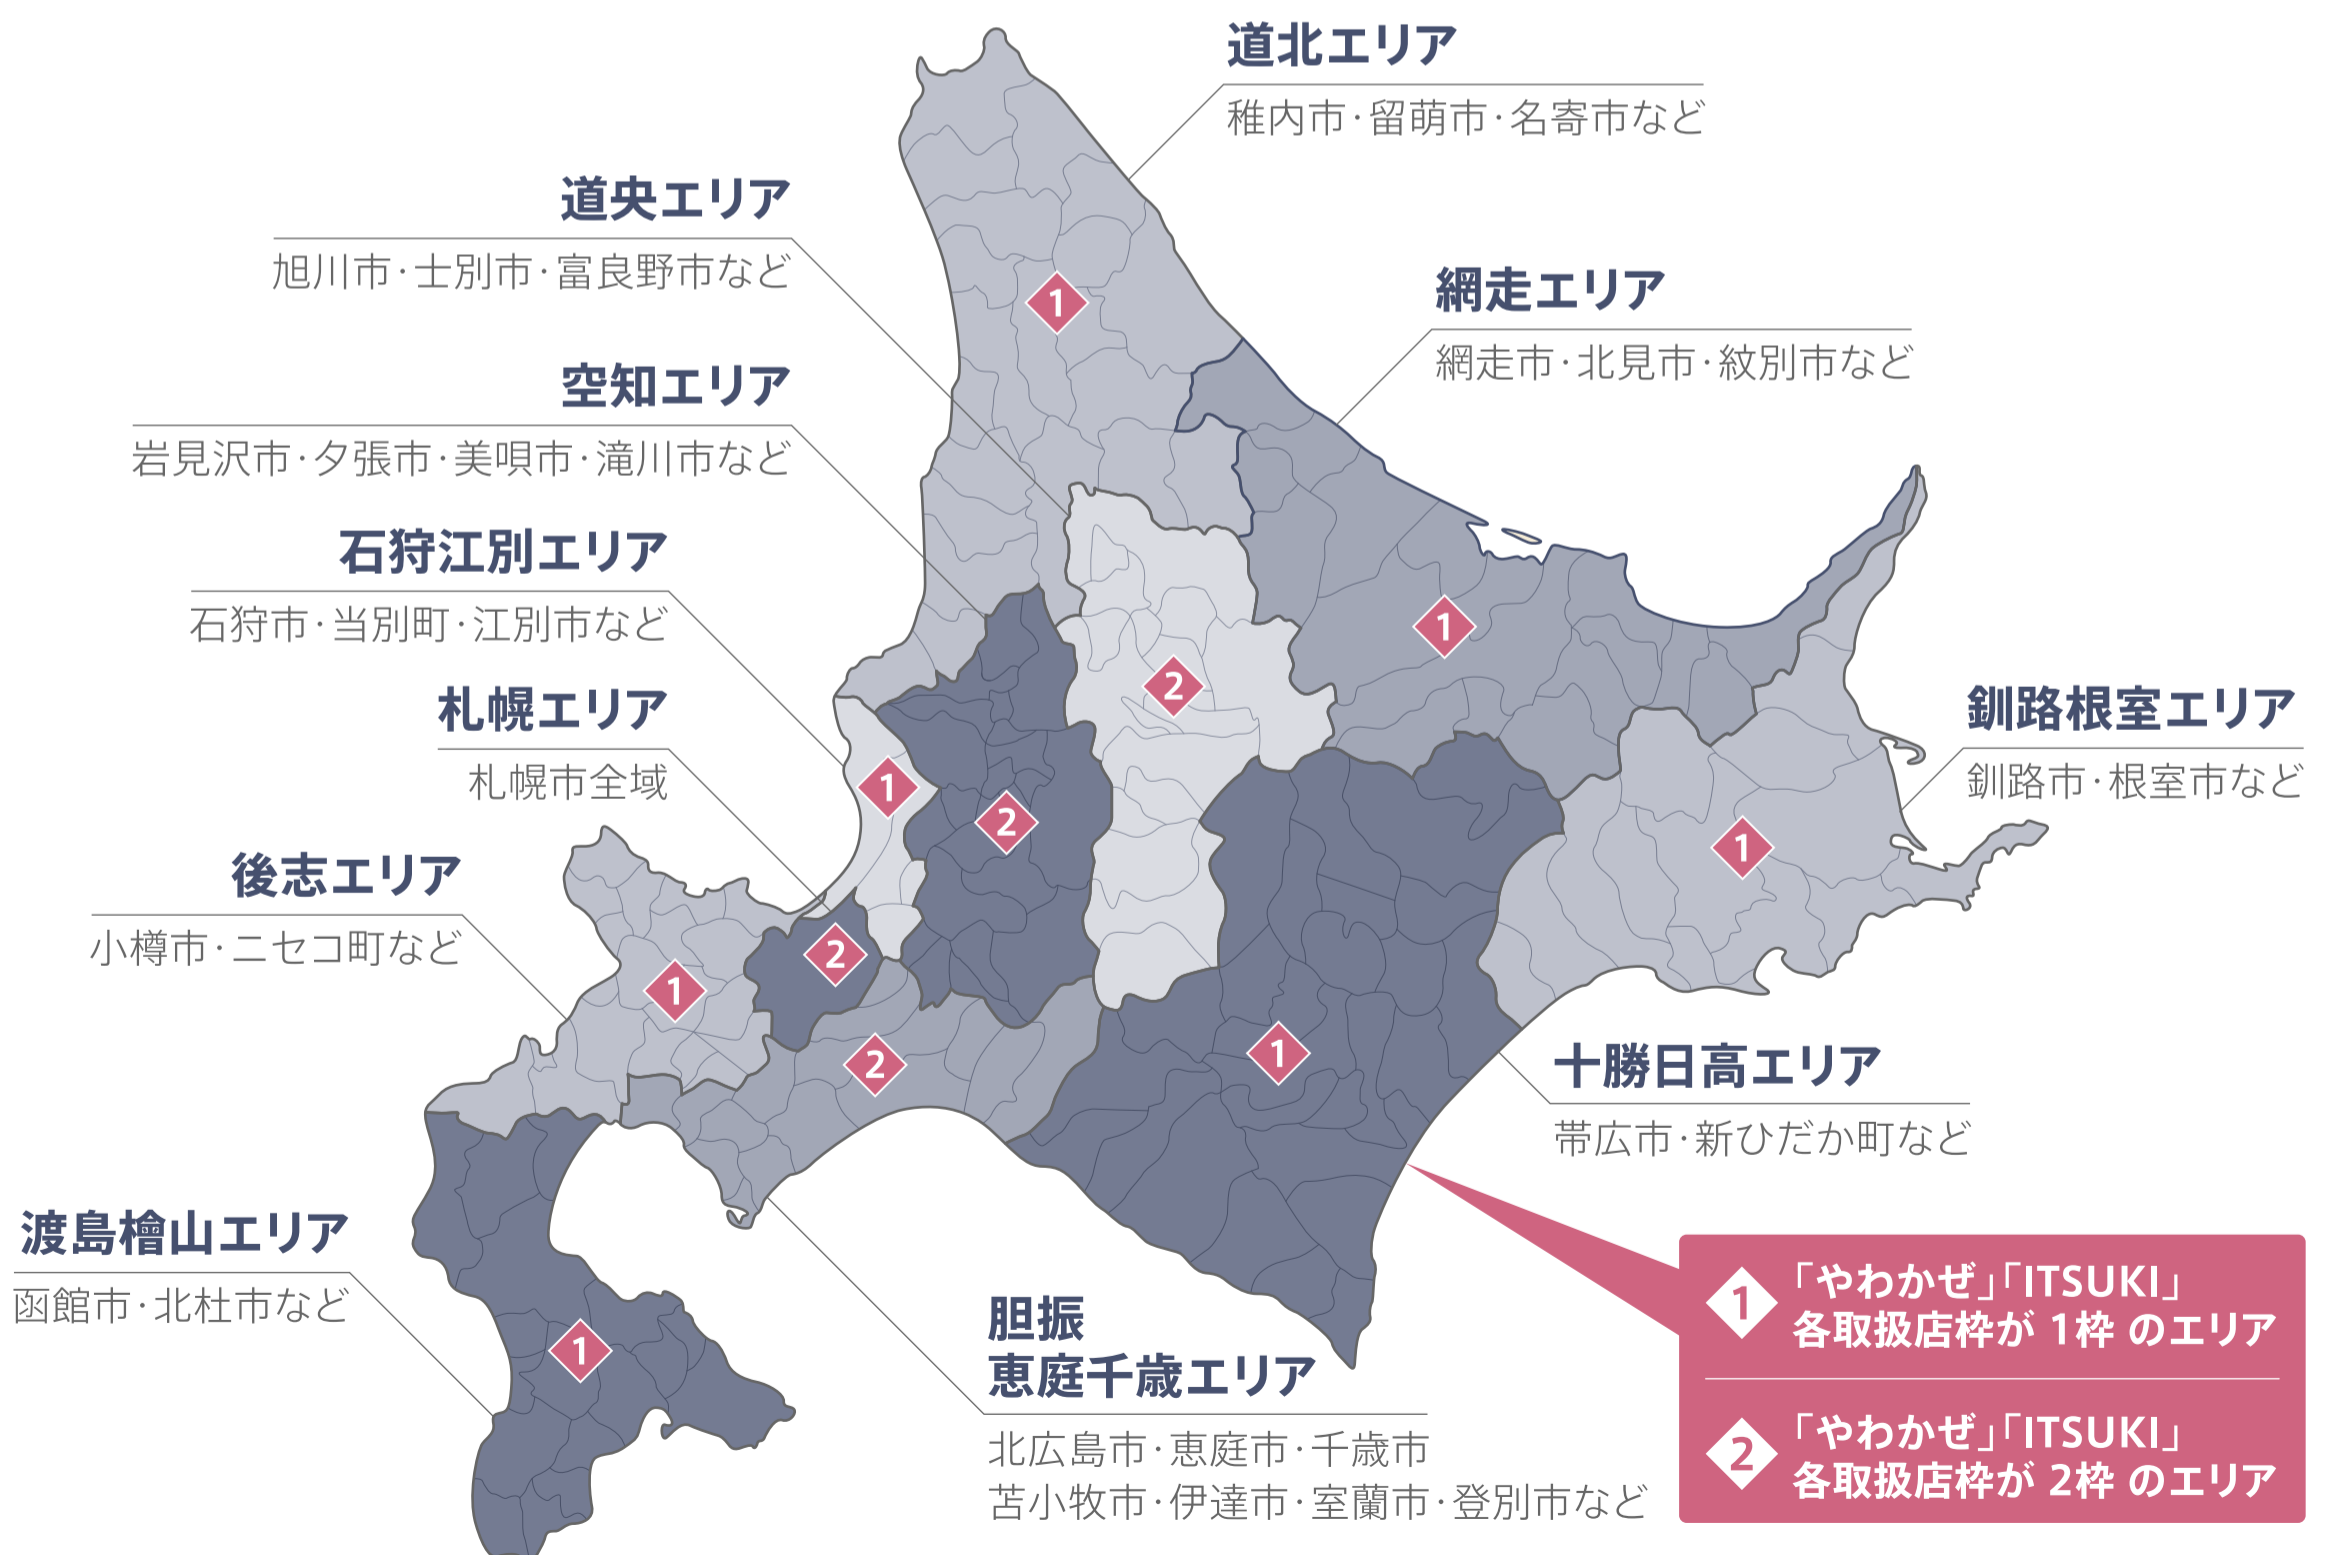 道北エリア
稚内市・留萌市・名寄市など
道央エリア
旭川市・士別市・富良野市など
網走エリア
網走市・北見市・紋別市など
空知エリア
岩見沢市・夕張市・美唄市・滝川市など
石狩江別エリア
石狩市・当別町・江別市など
札幌エリア
札幌市全域
釧路根室エリア
釧路市・根室市など
後志エリア
小樽市・ニセコ町など
十勝日高エリア
帯広市・新ひだか町など
渡島檜山エリア
函館市・北杜市など
胆振
恵庭千歳エリア
北広島市・恵庭市・千歳市
苫小牧市・伊達市・室蘭市・登別市など
1
1
2
1
2
1
2
1
2
1
1
1 「やわかぜ」「ITSUKI」
各取扱店枠が 1枠 のエリア
2 「やわかぜ」「ITSUKI」
各取扱店枠が 2枠 のエリア